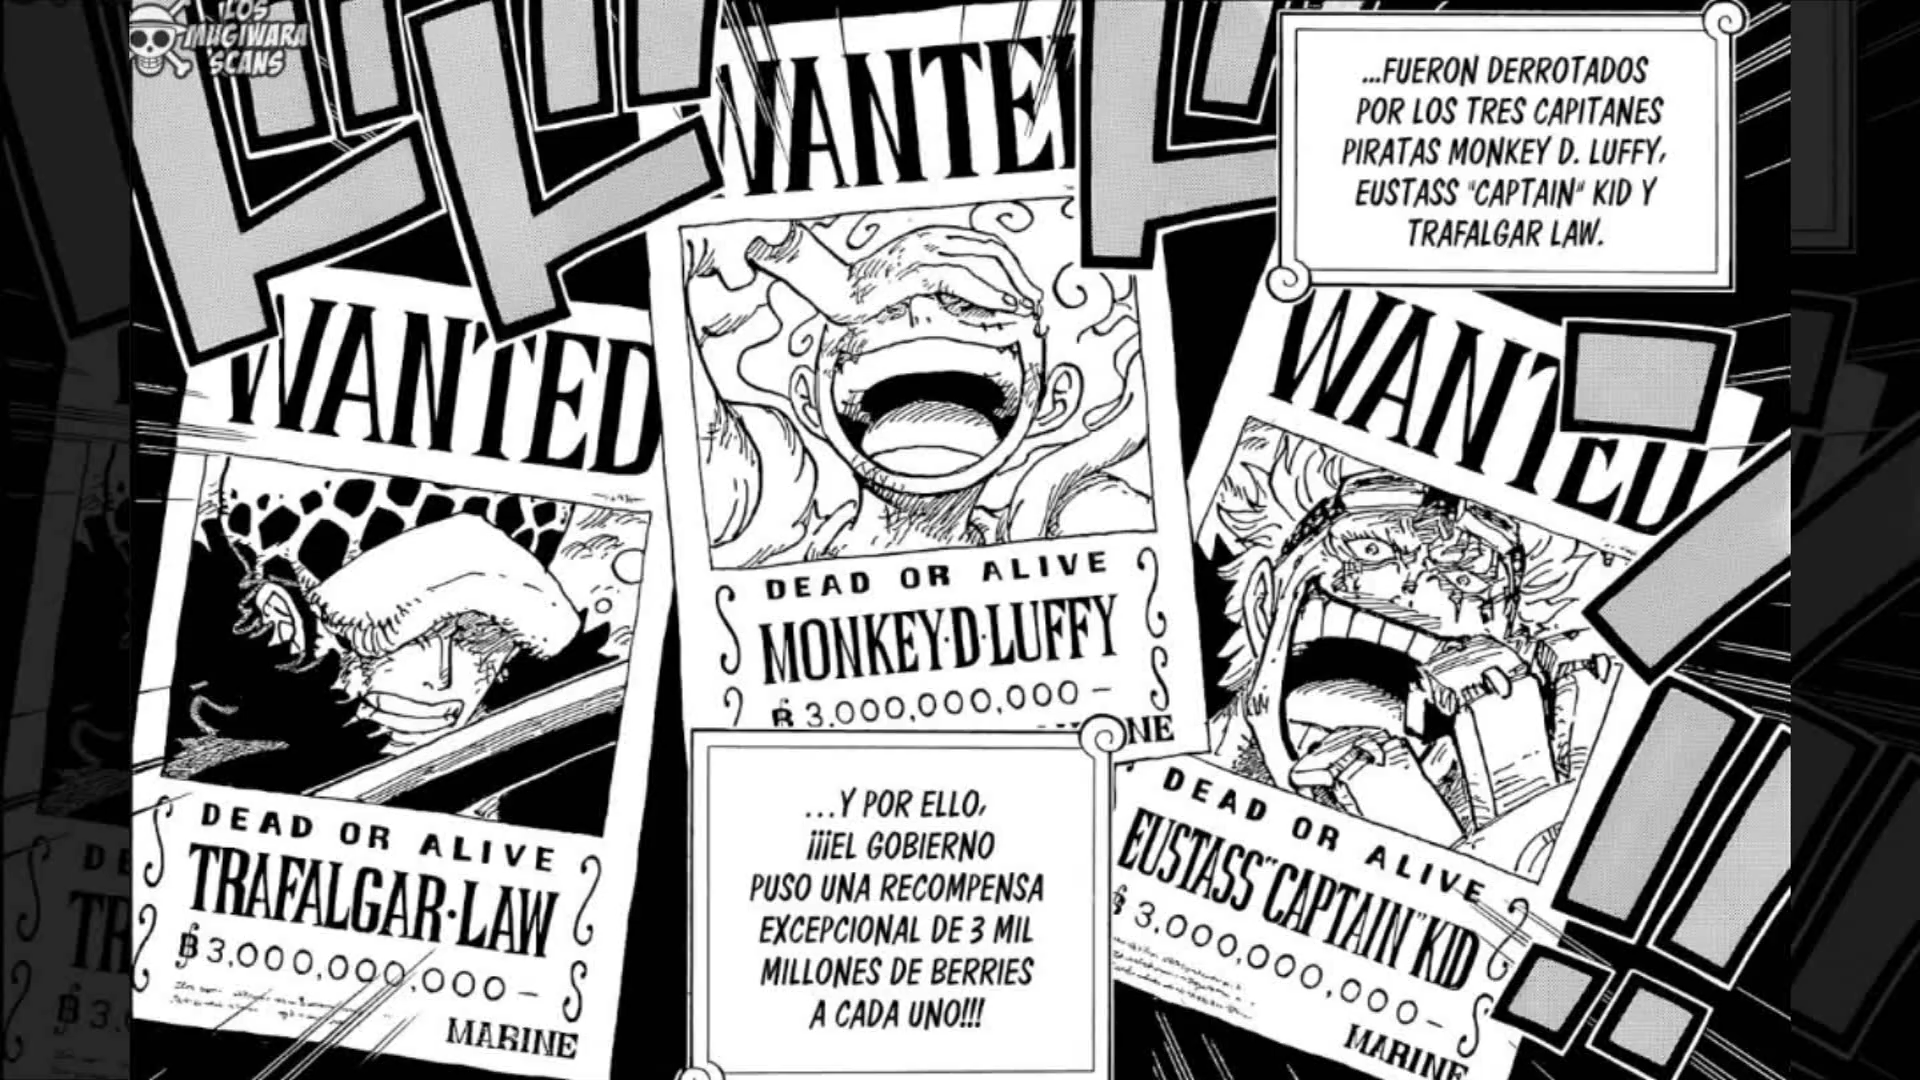 LOS
MUGIWARA
SCANS
...FUERON DERROTADOS
POR LOS TRES CAPITANES
PIRATAS MONKEY D. LUFFY,
EUSTASS "CAPTAIN" KID Y
TRAFALGAR LAW.
WANTED
DEAD OR ALIVE
TRAFALGAR·LAW
฿3,000,000,000-
MARINE
WANTE
DEAD OR ALIVE
MONKEY·D·LUFFY
฿3.000,000,000-
NE
WANTED
DEAD OR ALIVE
EUSTASS"CAPTAIN"KID
฿3,000,000,000-
MARINE
...Y POR ELLO,
¡¡¡EL GOBIERNO
PUSO UNA RECOMPENSA
EXCEPCIONAL DE 3 MIL
MILLONES DE BERRIES
A CADA UNO!!!